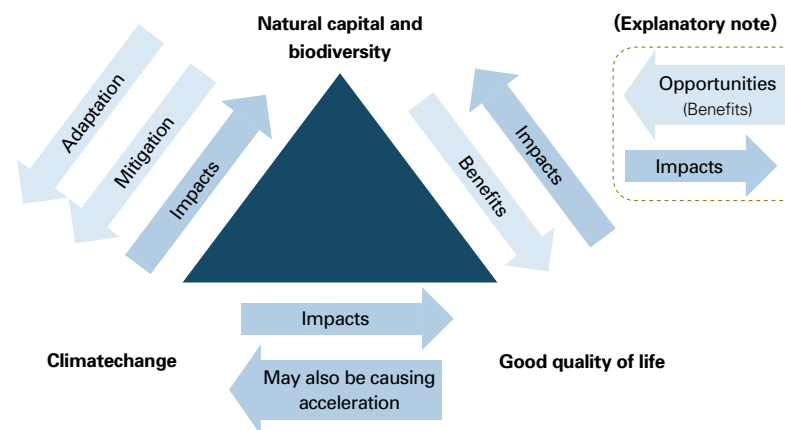 Natural capital and
biodiversity
(Explanatory note)
Opportunities
(Benefits)
Impacts
Adaptation
Mitigation
Impacts
Benefits
Impacts
Impacts
Climatechange
Good quality of life
May also be causing
acceleration